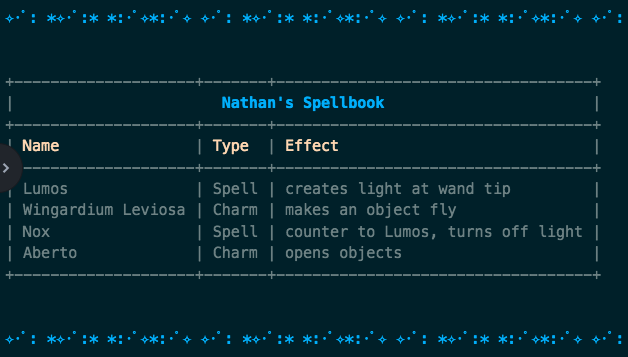 Nathan's Spellbook
Name | Type | Effect
Lumos | Spell | creates light at wand tip
Wingardium Leviosa | Charm | makes an object fly
Nox | Spell | counter to Lumos, turns off light
Aberto | Charm | opens objects